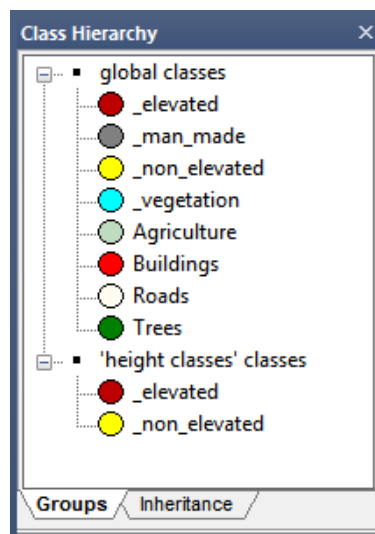 Class Hierarchy
global classes
_elevated
_man_made
_non_elevated
_vegetation
Agriculture
Buildings
Roads
Trees
'height classes' classes
_elevated
_non_elevated
Groups Inheritance